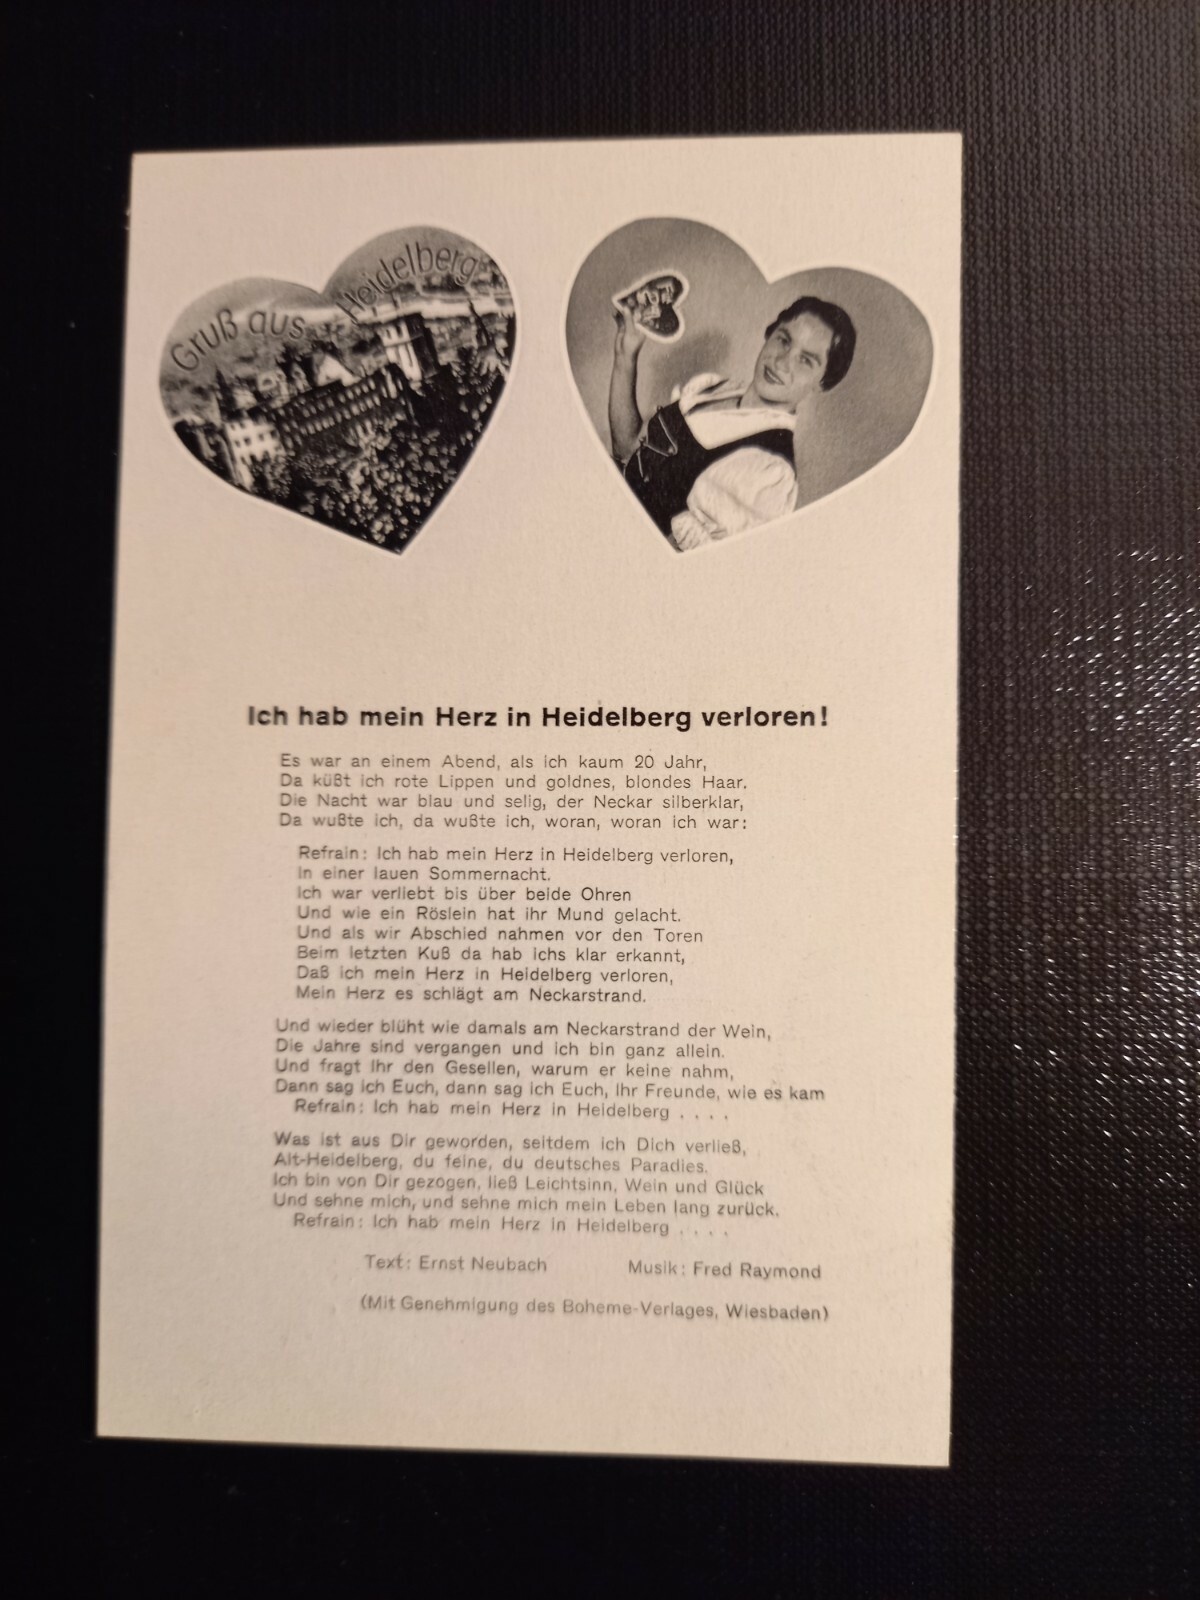 Gruß aus Heidelberg
Ich hab mein Herz in Heidelberg verloren!
Es war an einem Abend, als ich kaum 20 Jahr,
Da küßt ich rote Lippen und goldnes, blondes Haar.
Die Nacht war blau und selig, der Neckar silberklar,
Da wußte ich, da wußte ich, woran, woran ich war:
Refrain: Ich hab mein Herz in Heidelberg verloren,
In einer lauen Sommernacht.
Ich war verliebt bis über beide Ohren
Und wie ein Röslein hat ihr Mund gelacht.
Und als wir Abschied nahmen vor den Toren
Beim letzten Kuß da hab ichs klar erkannt,
Daß ich mein Herz in Heidelberg verloren,
Mein Herz es schlägt am Neckarstrand.
Und wieder blüht wie damals am Neckarstrand der Wein,
Die Jahre sind vergangen und ich bin ganz allein.
Und fragt Ihr den Gesellen, warum er keine nahm,
Dann sag ich Euch, dann sag ich Euch, Ihr Freunde, wie es kam
Refrain: Ich hab mein Herz in Heidelberg . . . .
Was ist aus Dir geworden, seitdem ich Dich verließ,
Alt-Heidelberg, du feine, du deutsches Paradies.
Ich bin von Dir gezogen, ließ Leichtsinn, Wein und Glück
Und sehne mich, und sehne mich mein Leben lang zurück.
Refrain: Ich hab mein Herz in Heidelberg . . . .
Text: Ernst Neubach Musik: Fred Raymond
(Mit Genehmigung des Boheme-Verlages, Wiesbaden)